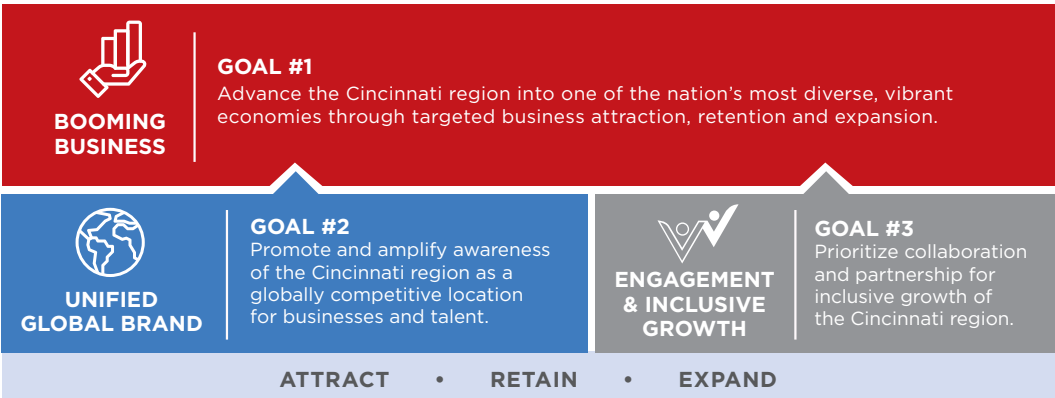 BOOMING
BUSINESS
GOAL #1
Advance the Cincinnati region into one of the nation’s most diverse, vibrant
economies through targeted business attraction, retention and expansion.
UNIFIED
GLOBAL BRAND
GOAL #2
Promote and amplify awareness
of the Cincinnati region as a
globally competitive location
for businesses and talent.
ENGAGEMENT
& INCLUSIVE
GROWTH
GOAL #3
Prioritize collaboration
and partnership for
inclusive growth of
the Cincinnati region.
ATTRACT • RETAIN • EXPAND